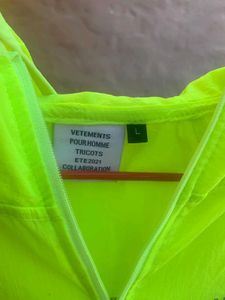 VETEMENTS
POUR HOMME
TRICOTS
ETE 2021
COLLABORATION
L